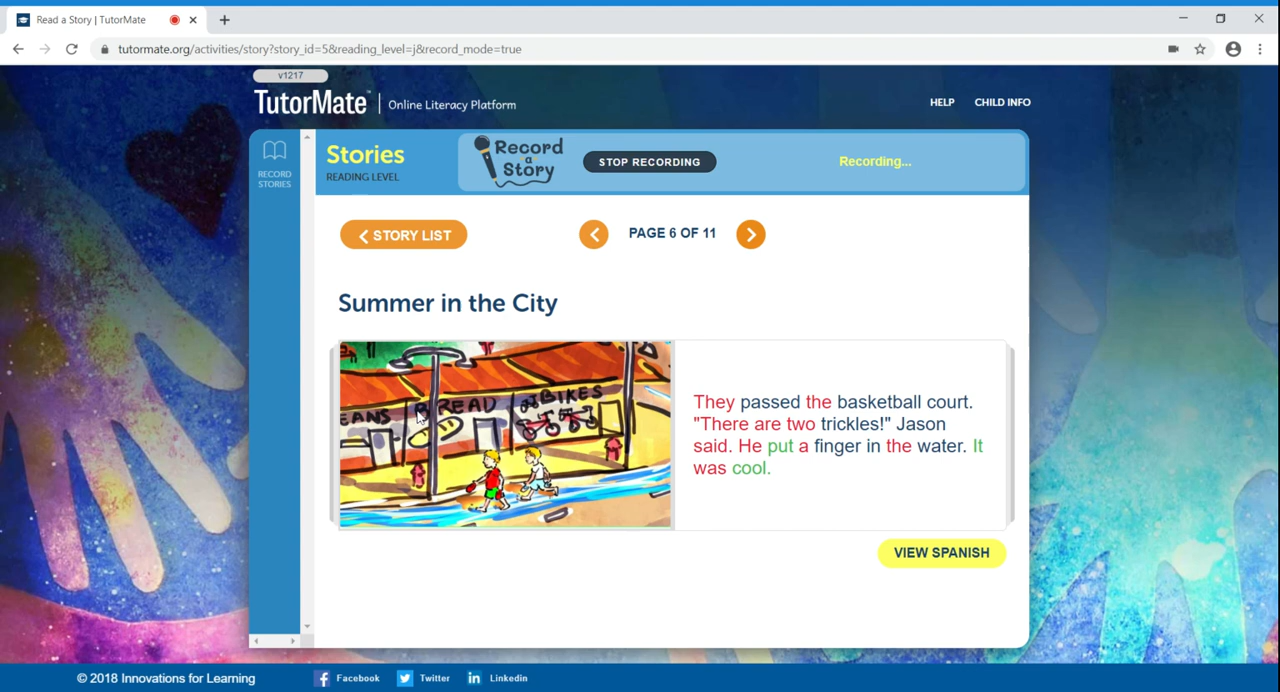 Read a Story | TutorMate
tutormate.org/activities/story?story_id=5&reading_level=j&record_mode=true
v1217
TutorMate™ | Online Literacy Platform
HELP
CHILD INFO
RECORD
STORIES
Stories
READING LEVEL
Record
a
Story
STOP RECORDING
Recording...
STORY LIST
PAGE 6 OF 11
Summer in the City
EANS
BREAD
BIKES
They passed the basketball court.
"There are two trickles!" Jason
said. He put a finger in the water. It
was cool.
VIEW SPANISH
© 2018 Innovations for Learning
Facebook
Twitter
Linkedin